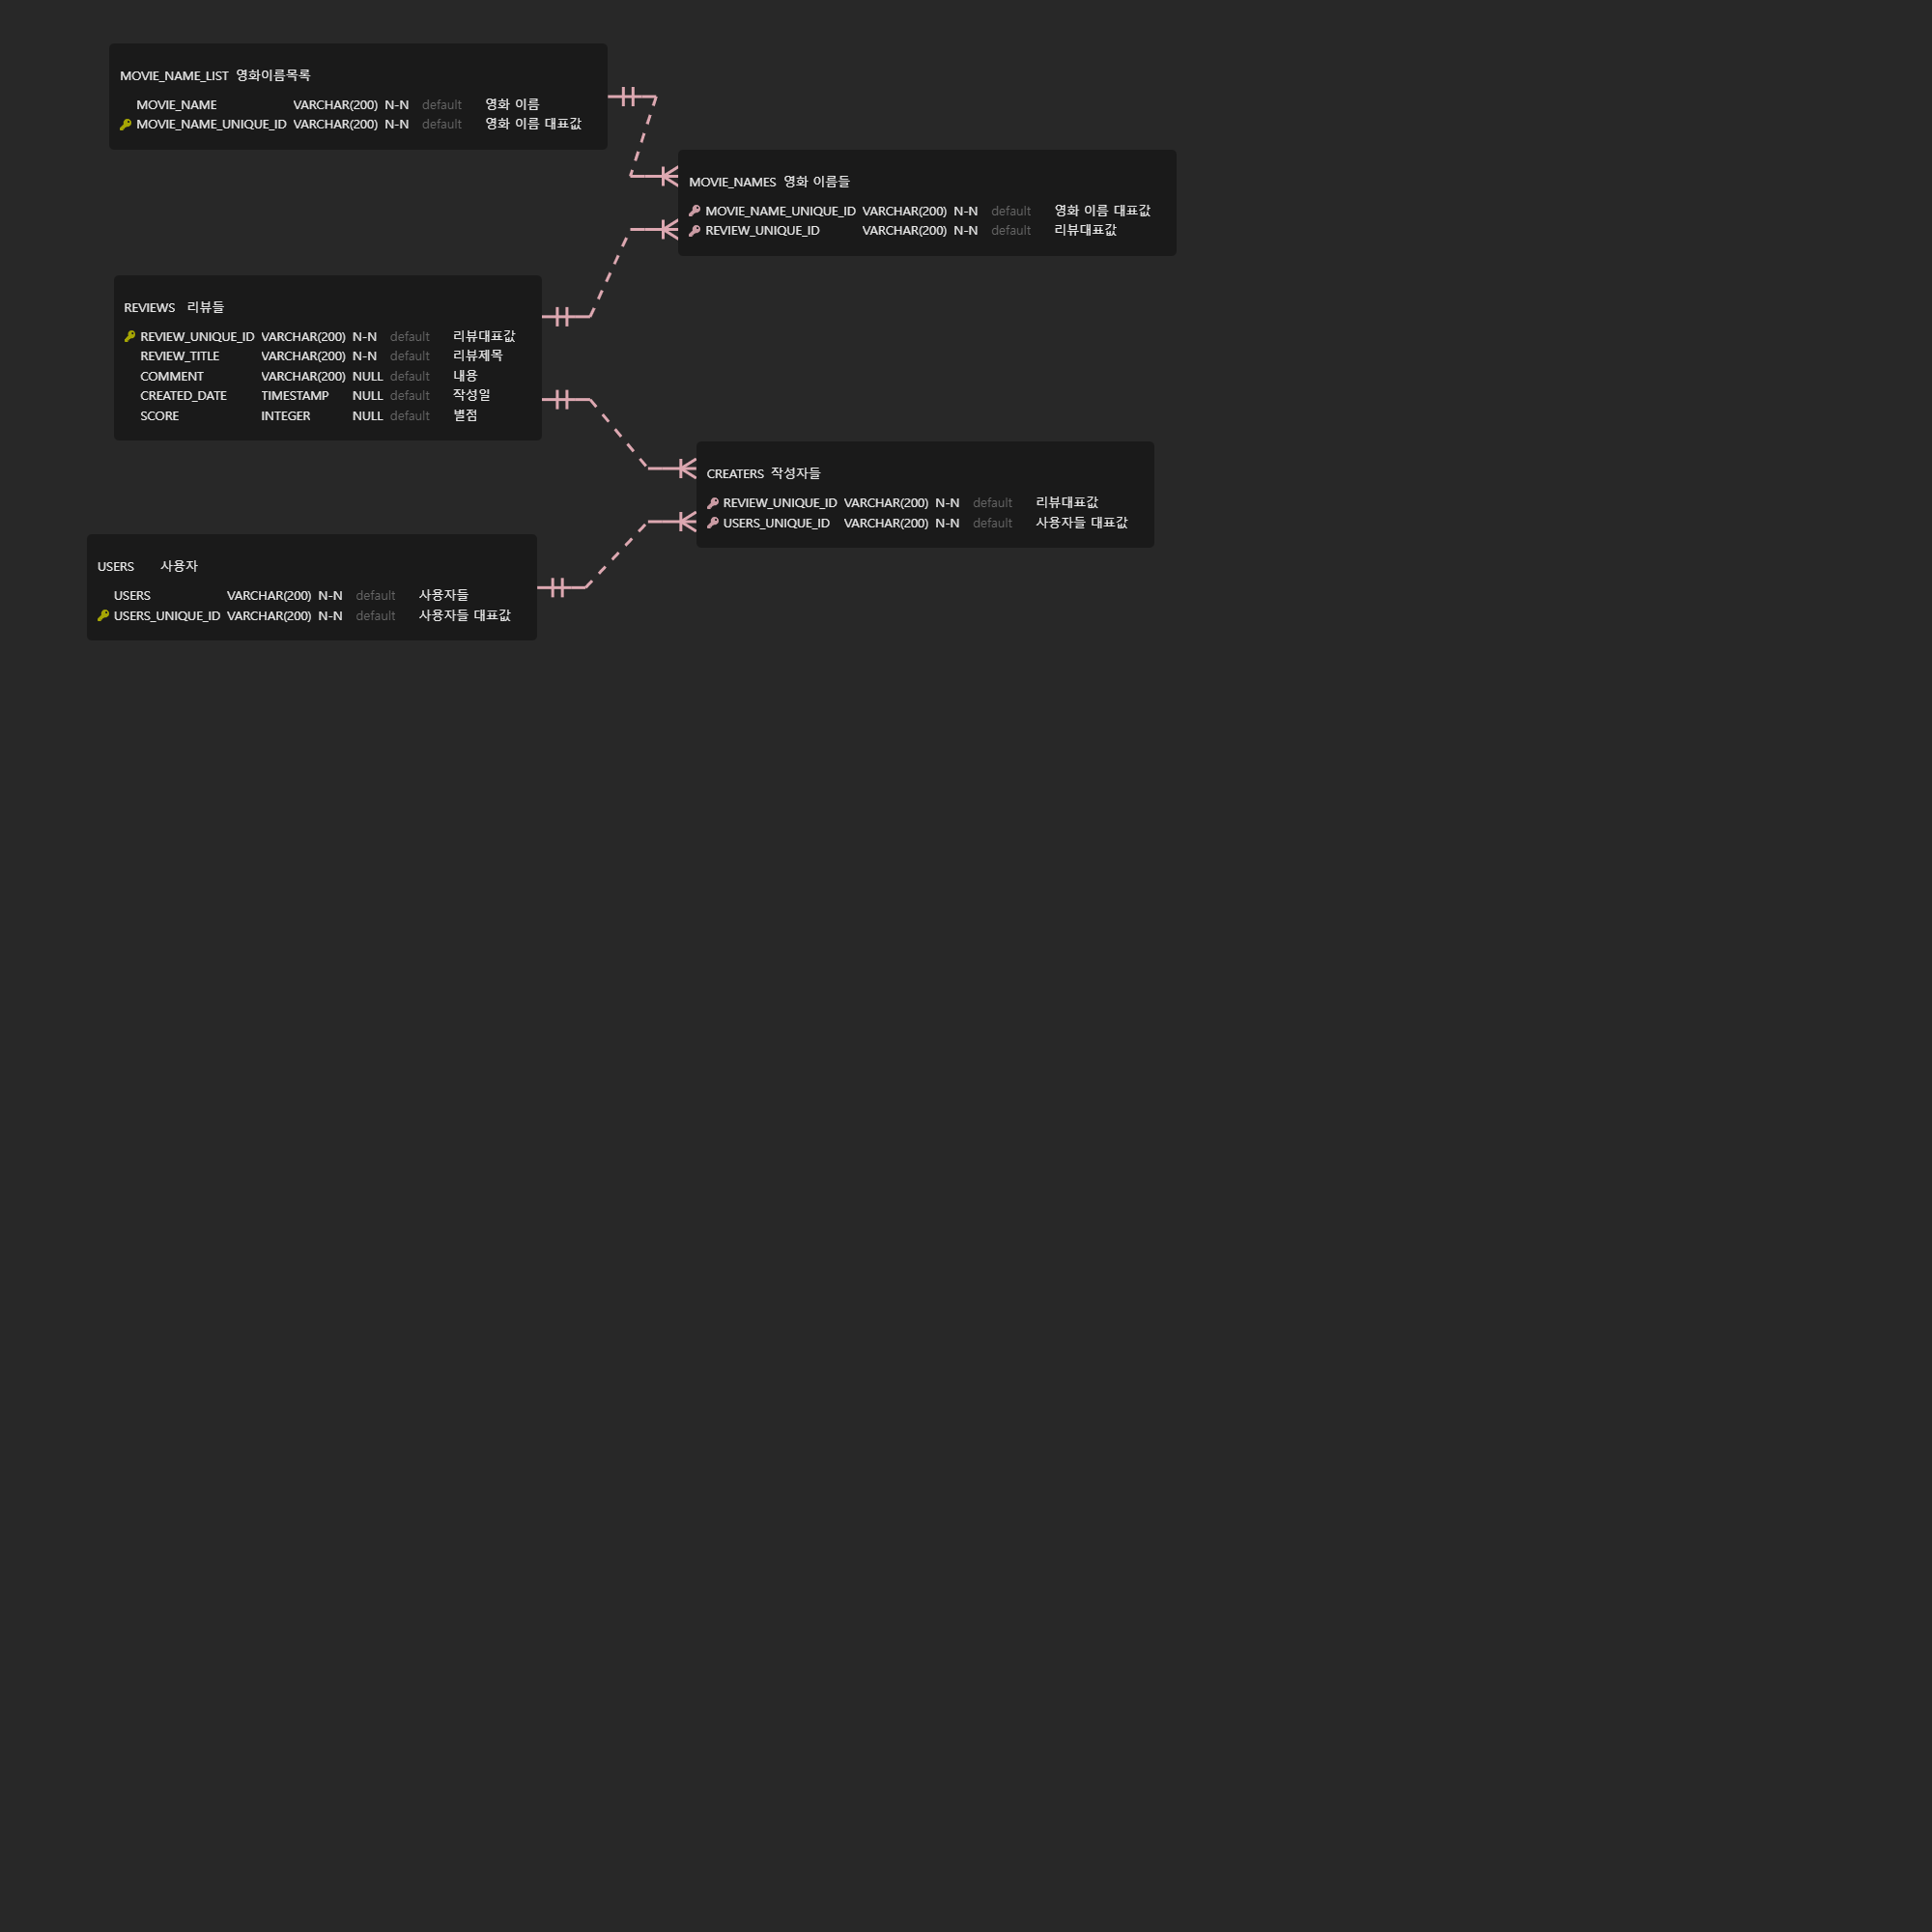 MOVIE_NAME_LIST 영화이름목록
MOVIE_NAME VARCHAR(200) N-N default 영화 이름
MOVIE_NAME_UNIQUE_ID VARCHAR(200) N-N default 영화 이름 대표값
MOVIE_NAMES 영화 이름들
MOVIE_NAME_UNIQUE_ID VARCHAR(200) N-N default 영화 이름 대표값
REVIEW_UNIQUE_ID VARCHAR(200) N-N default 리뷰대표값
REVIEWS 리뷰들
REVIEW_UNIQUE_ID VARCHAR(200) N-N default 리뷰대표값
REVIEW_TITLE VARCHAR(200) N-N default 리뷰제목
COMMENT VARCHAR(200) NULL default 내용
CREATED_DATE TIMESTAMP NULL default 작성일
SCORE INTEGER NULL default 별점
CREATERS 작성자들
REVIEW_UNIQUE_ID VARCHAR(200) N-N default 리뷰대표값
USERS_UNIQUE_ID VARCHAR(200) N-N default 사용자들 대표값
USERS 사용자
USERS VARCHAR(200) N-N default 사용자들
USERS_UNIQUE_ID VARCHAR(200) N-N default 사용자들 대표값